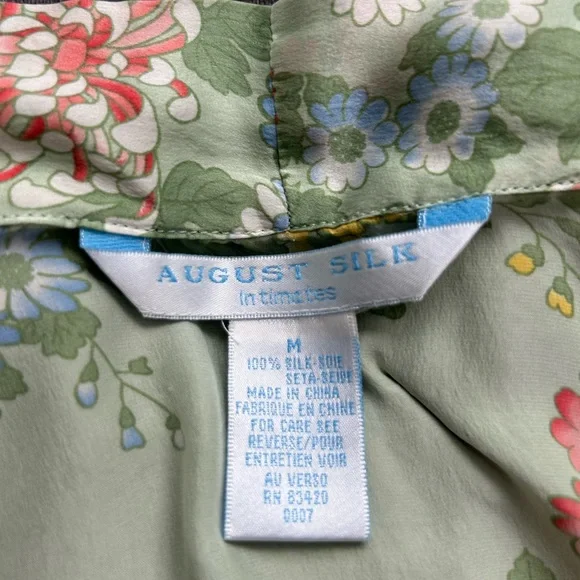 AUGUST SILK
intimates
M
100% SILK-SOIE
SETA-SEIDE
MADE IN CHINA
FABRIQUE EN CHINE
FOR CARE SEE
REVERSE/POUR
ENTRETIEN VOIR
AU VERSO
RN 83420
0007